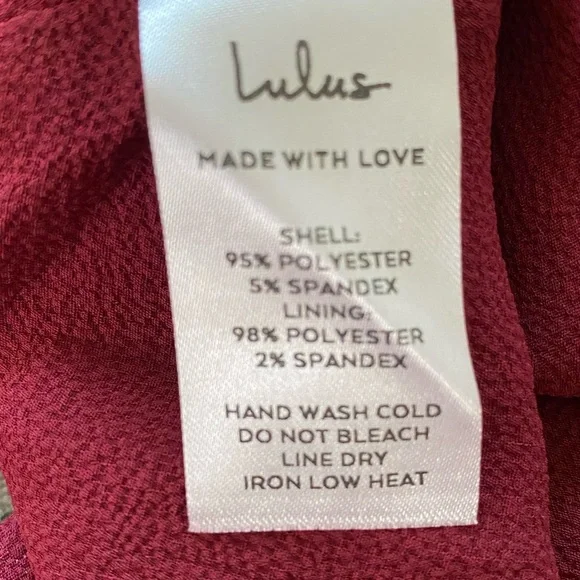 Lulus
MADE WITH LOVE
SHELL:
95% POLYESTER
5% SPANDEX
LINING:
98% POLYESTER
2% SPANDEX
HAND WASH COLD
DO NOT BLEACH
LINE DRY
IRON LOW HEAT